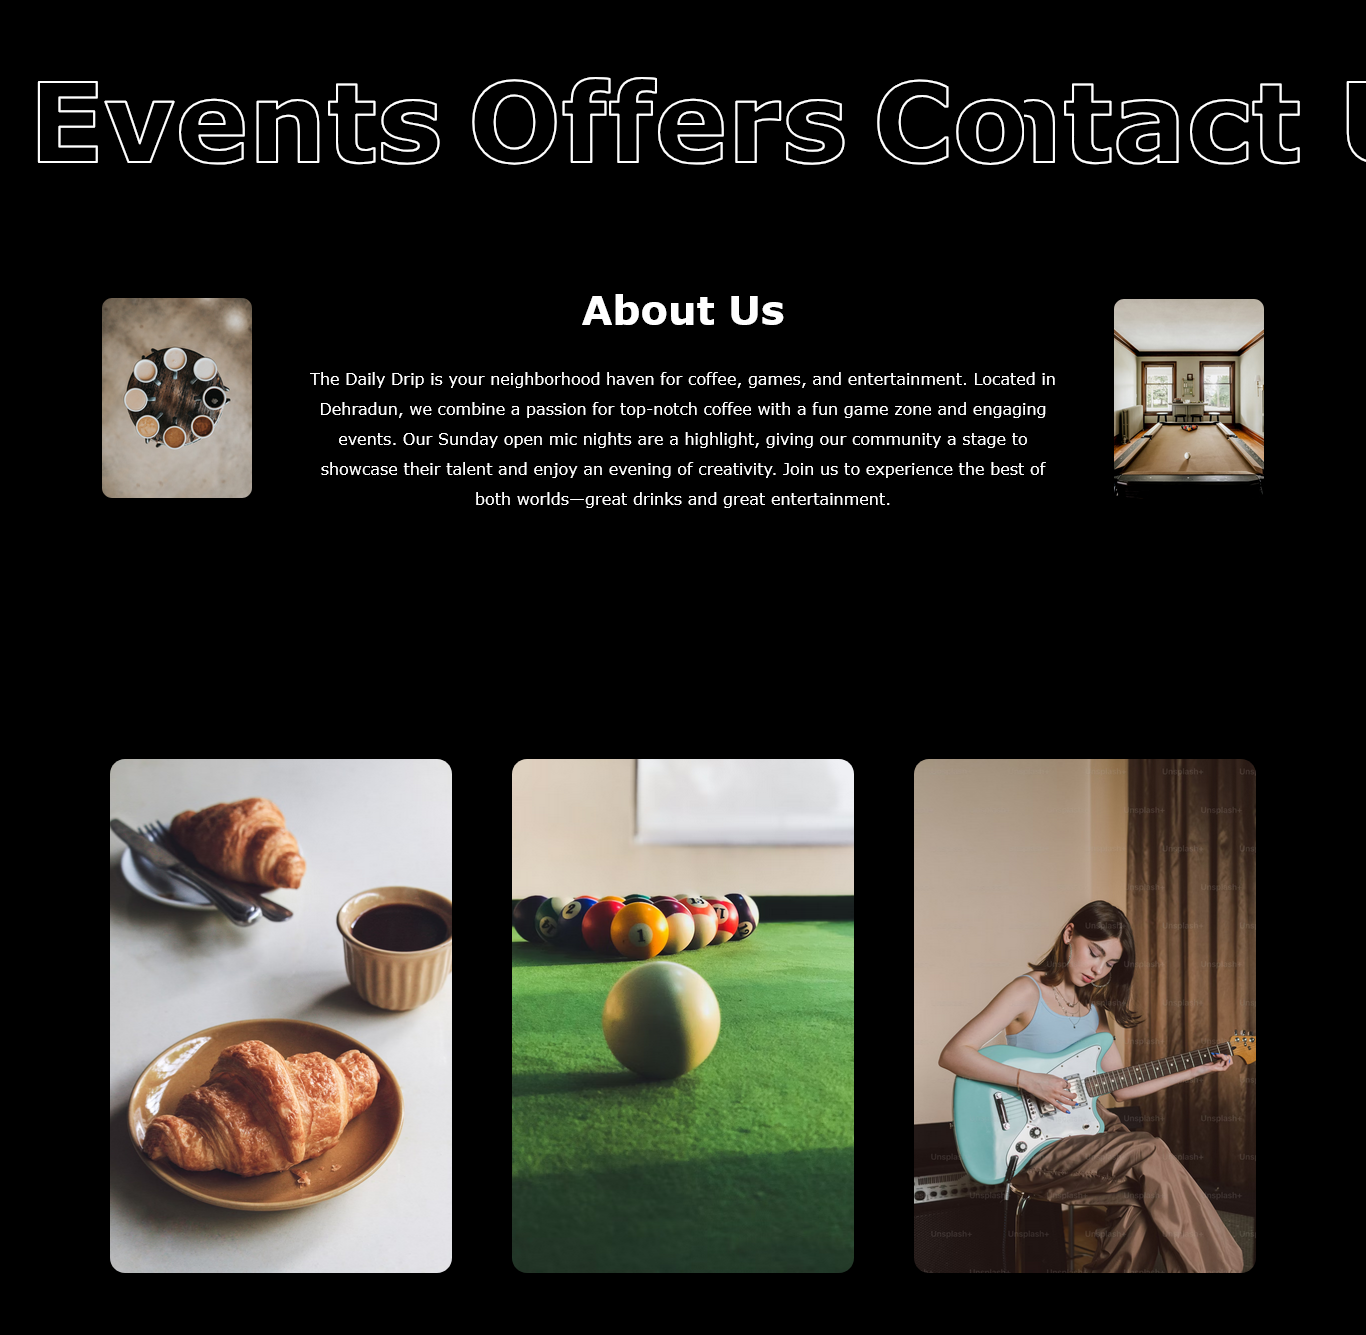 Events Offers Contact U
About Us
The Daily Drip is your neighborhood haven for coffee, games, and entertainment. Located in
Dehradun, we combine a passion for top-notch coffee with a fun game zone and engaging
events. Our Sunday open mic nights are a highlight, giving our community a stage to
showcase their talent and enjoy an evening of creativity. Join us to experience the best of
both worlds—great drinks and great entertainment.
2
1
Unsplash+